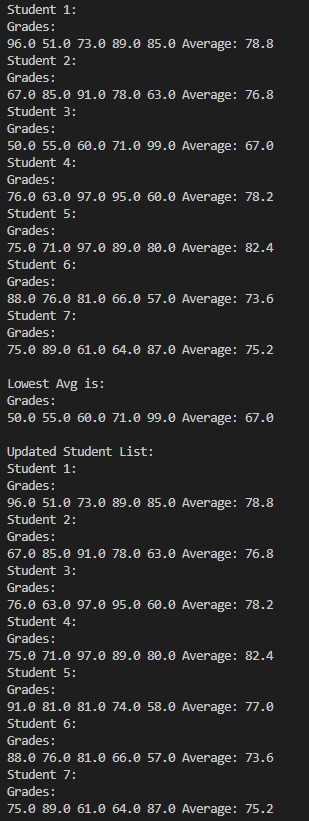 Student 1:
Grades:
96.0 51.0 73.0 89.0 85.0 Average: 78.8
Student 2:
Grades:
67.0 85.0 91.0 78.0 63.0 Average: 76.8
Student 3:
Grades:
50.0 55.0 60.0 71.0 99.0 Average: 67.0
Student 4:
Grades:
76.0 63.0 97.0 95.0 60.0 Average: 78.2
Student 5:
Grades:
75.0 71.0 97.0 89.0 80.0 Average: 82.4
Student 6:
Grades:
88.0 76.0 81.0 66.0 57.0 Average: 73.6
Student 7:
Grades:
75.0 89.0 61.0 64.0 87.0 Average: 75.2
Lowest Avg is:
Grades:
50.0 55.0 60.0 71.0 99.0 Average: 67.0
Updated Student List:
Student 1:
Grades:
96.0 51.0 73.0 89.0 85.0 Average: 78.8
Student 2:
Grades:
67.0 85.0 91.0 78.0 63.0 Average: 76.8
Student 3:
Grades:
76.0 63.0 97.0 95.0 60.0 Average: 78.2
Student 4:
Grades:
75.0 71.0 97.0 89.0 80.0 Average: 82.4
Student 5:
Grades:
91.0 81.0 81.0 74.0 58.0 Average: 77.0
Student 6:
Grades:
88.0 76.0 81.0 66.0 57.0 Average: 73.6
Student 7:
Grades:
75.0 89.0 61.0 64.0 87.0 Average: 75.2